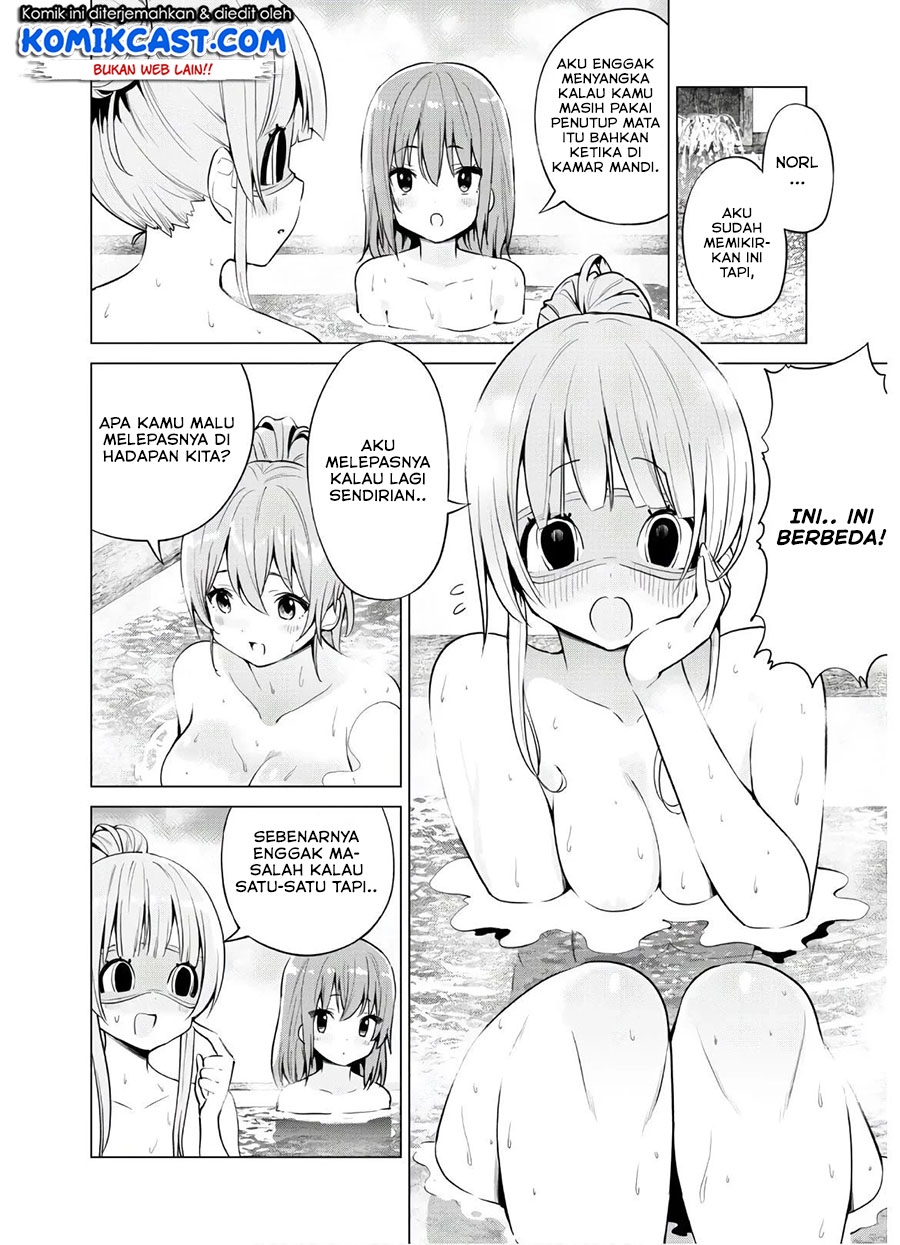 Komik ini diterjemahkan & diedit oleh
KOMIKCAST.COM
BUKAN WEB LAIN!!
NORL
...
AKU
SUDAH
MEMIKIR-
KAN INI
TAPI,
AKU ENGGAK
MENYANGKA
KALAU KAMU
MASIH PAKAI
PENUTUP MATA
ITU BAHKAN
KETIKA DI
KAMAR MANDI.
INI.. INI
BERBEDA!
AKU
MELEPASNYA
KALAU LAGI
SENDIRIAN..
APA KAMU MALU
MELEPASNYA DI
HADAPAN KITA?
SEBENARNYA
ENGGAK MA-
SALAH KALAU
SATU-SATU TAPI..